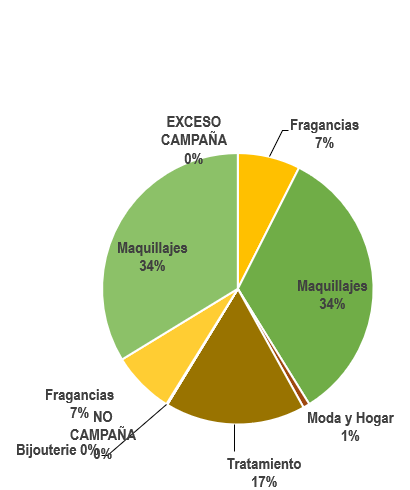 EXCESO
CAMPAÑA
0%
Fragancias
7%
Maquillajes
34%
Maquillajes
34%
Fragancias
7%
NO
CAMPAÑA
0%
Bijouterie 0%
Moda y Hogar
1%
Tratamiento
17%